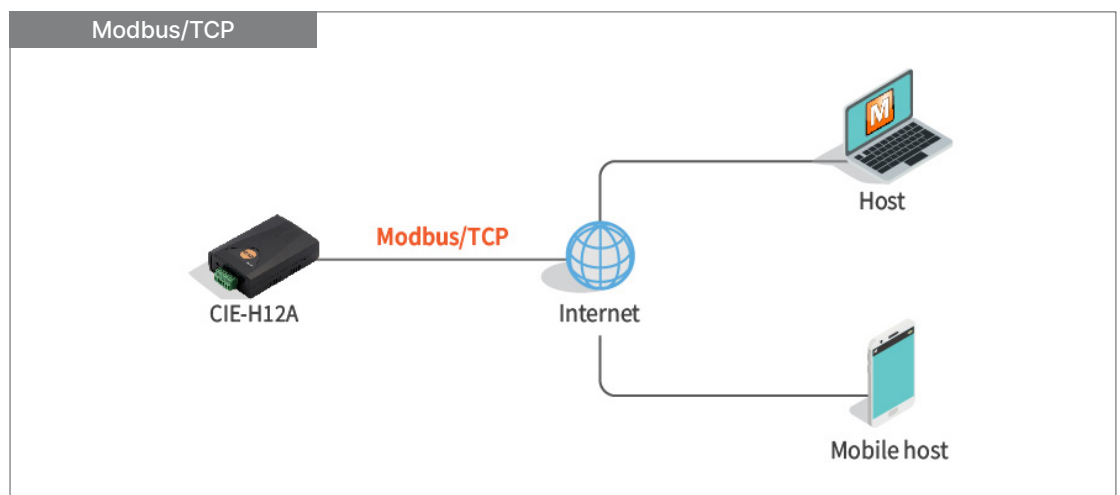 Modbus/TCP
M
Host
Modbus/TCP
CIE-H12A
Internet
Mobile host